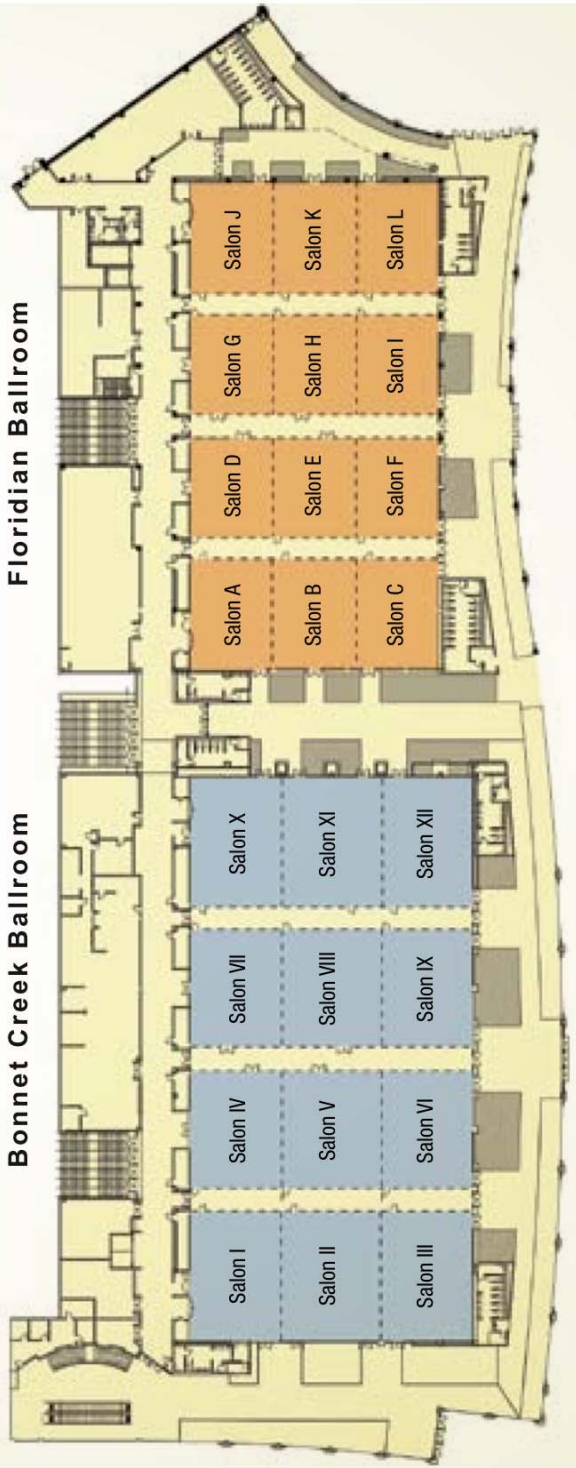 Bonnet Creek Ballroom
Floridian Ballroom
Salon I
Salon IV
Salon VII
Salon X
Salon A
Salon D
Salon G
Salon J
Salon II
Salon V
Salon VIII
Salon XI
Salon B
Salon E
Salon H
Salon K
Salon III
Salon VI
Salon IX
Salon XII
Salon C
Salon F
Salon I
Salon L